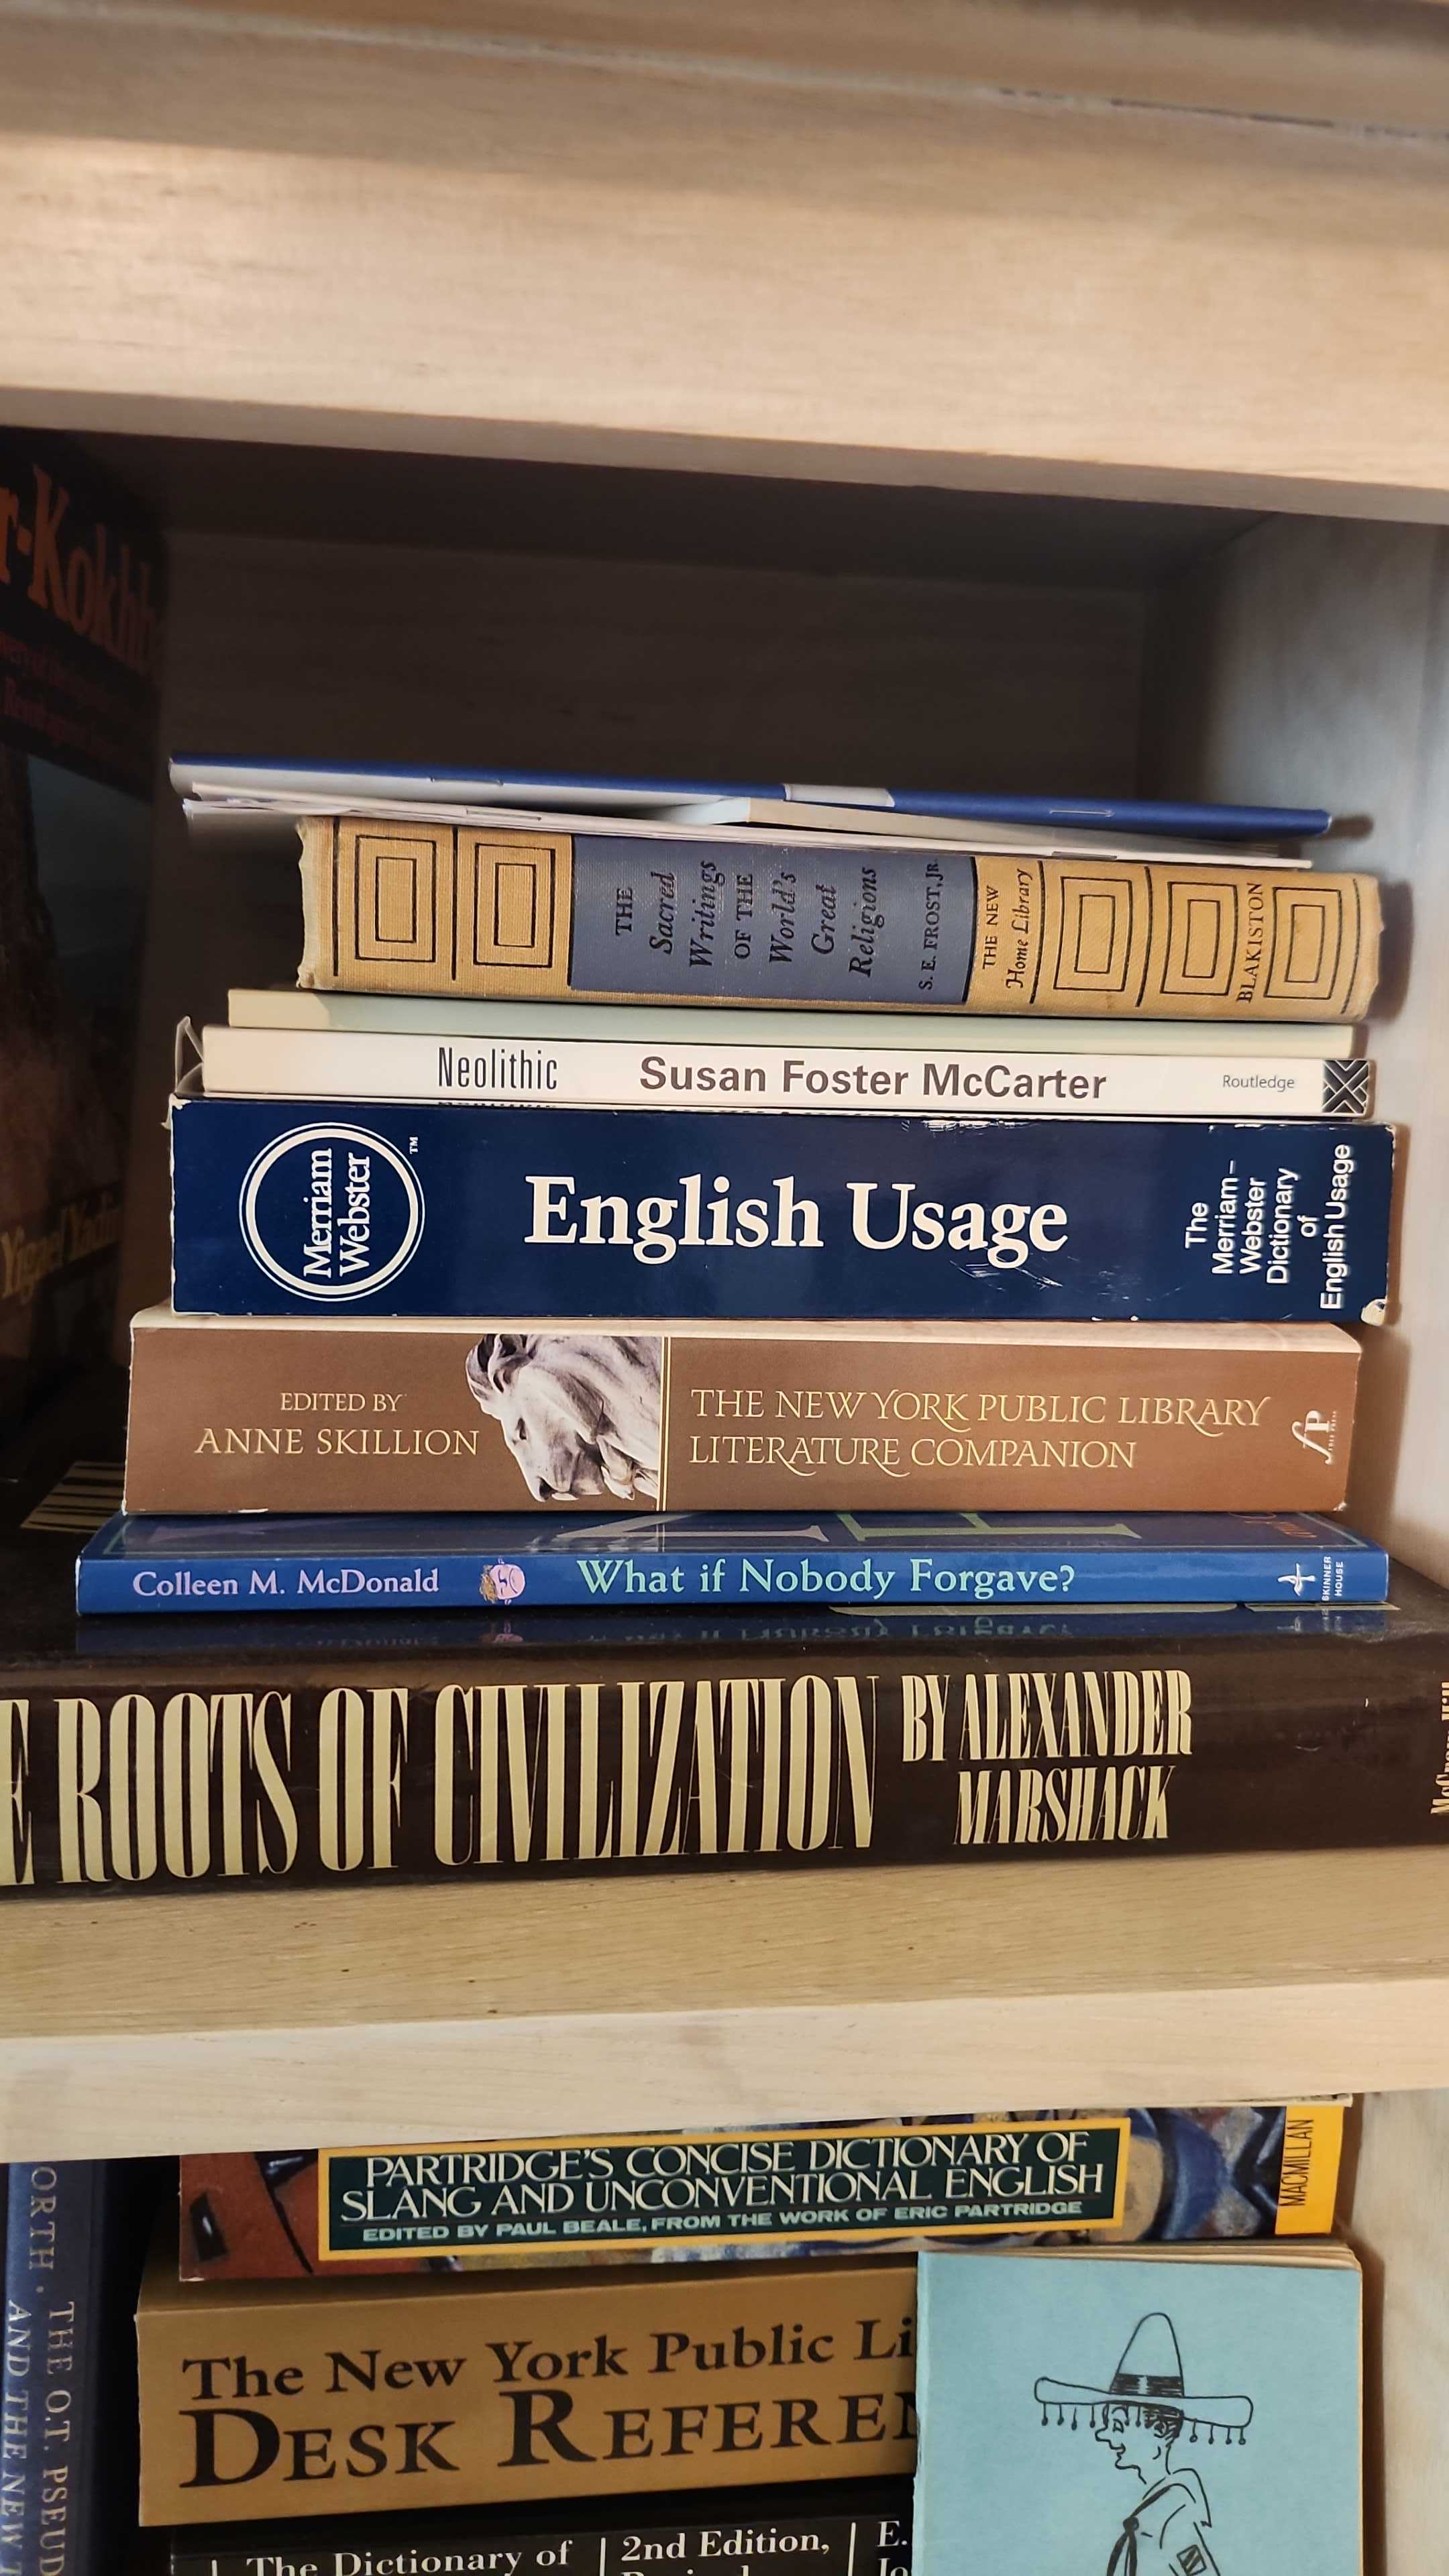 r-Kokhb
Yigael Yadin
THE
Sacred
Writings
OF THE
World's
Great
Religions
S. E. FROST, JR.
THE NEW
Home Library
BLAKISTON
Neolithic Susan Foster McCarter Routledge
Merriam
Webster
TM
English Usage
The
Merriam-
Webster
Dictionary
of
English Usage
EDITED BY
ANNE SKILLION
THE NEW YORK PUBLIC LIBRARY
LITERATURE COMPANION
fP
FREE PRESS
Colleen M. McDonald What if Nobody Forgave?
SKINNER
HOUSE
E ROOTS OF CIVILIZATION
BY ALEXANDER
MARSHACK
PARTRIDGE'S CONCISE DICTIONARY OF
SLANG AND UNCONVENTIONAL ENGLISH
EDITED BY PAUL BEALE, FROM THE WORK OF ERIC PARTRIDGE
MACMILLAN
ORTH · THE O.T. PSEUD
AND THE NEW T
The New York Public Li
DESK REFEREN
The Dictionary of
2nd Edition,
E.
Jo